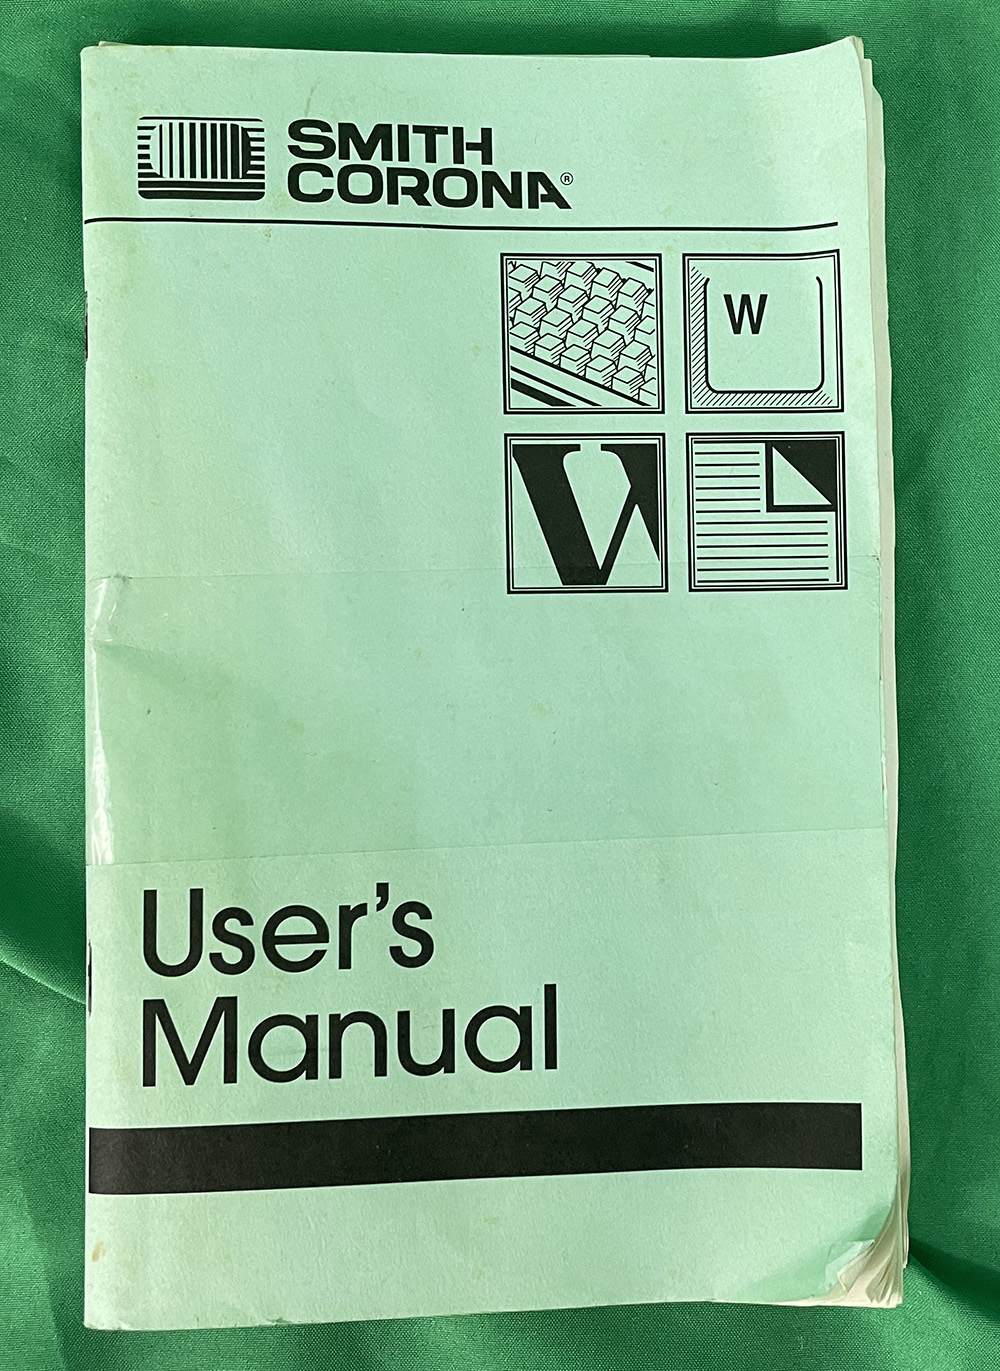 SMITH
CORONA®
W
W
User's
Manual